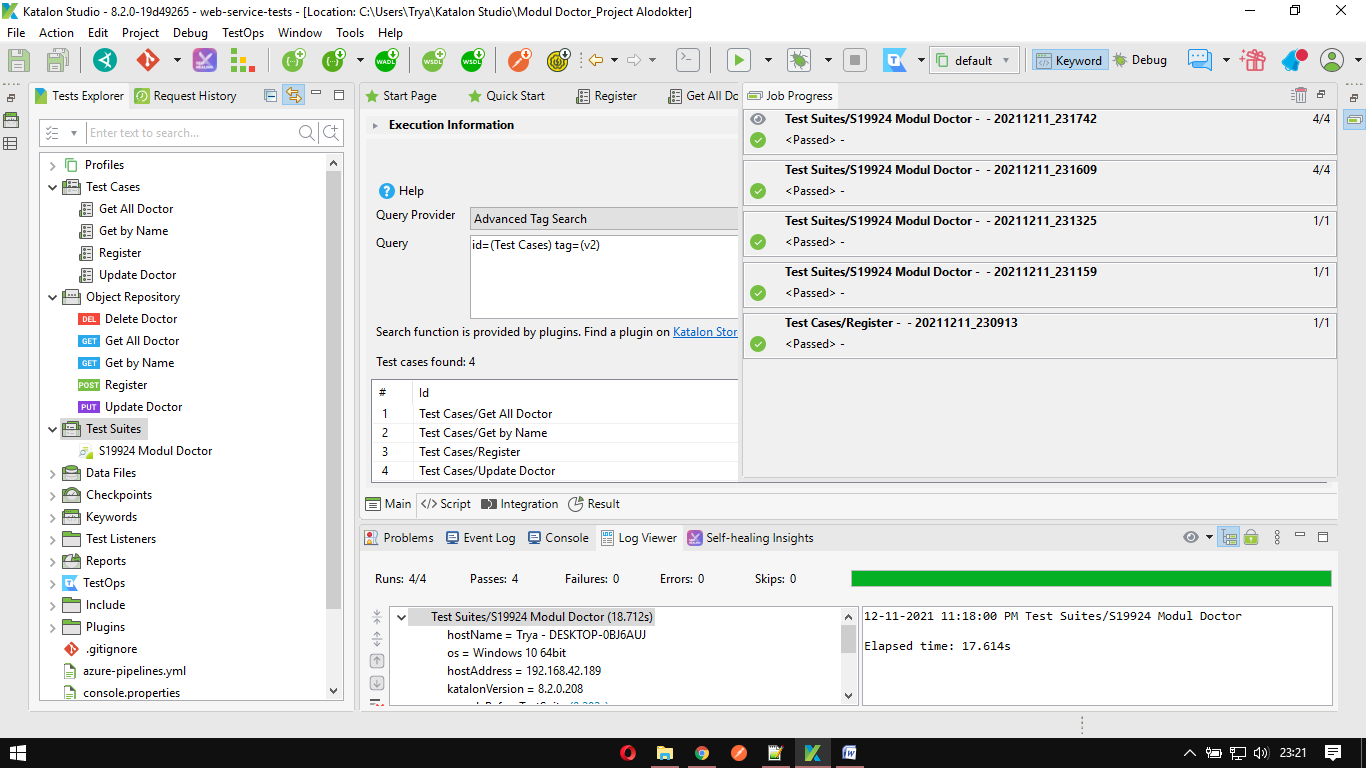 Katalon Studio - 8.2.0-19d49265 - web-service-tests - [Location: C:\Users\Trya\Katalon Studio\Modul Doctor_Project Alodokter]
File Action Edit Project Debug TestOps Window Tools Help
WADL WSDL WSDL default Keyword Debug
Tests Explorer Request History
Enter text to search...
Profiles
Test Cases
Get All Doctor
Get by Name
Register
Update Doctor
Object Repository
DEL Delete Doctor
GET Get All Doctor
GET Get by Name
POST Register
PUT Update Doctor
Test Suites
S19924 Modul Doctor
Data Files
Checkpoints
Keywords
Test Listeners
Reports
TestOps
Include
Plugins
.gitignore
azure-pipelines.yml
console.properties
Start Page Quick Start Register Get All Do
Execution Information
Help
Query Provider Advanced Tag Search
Query id=(Test Cases) tag=(v2)
Search function is provided by plugins. Find a plugin on Katalon Stor
Test cases found: 4
# Id
1 Test Cases/Get All Doctor
2 Test Cases/Get by Name
3 Test Cases/Register
4 Test Cases/Update Doctor
Main Script Integration Result
Job Progress
Test Suites/S19924 Modul Doctor - - 20211211_231742 4/4
<Passed> -
Test Suites/S19924 Modul Doctor - - 20211211_231609 4/4
<Passed> -
Test Suites/S19924 Modul Doctor - - 20211211_231325 1/1
<Passed> -
Test Suites/S19924 Modul Doctor - - 20211211_231159 1/1
<Passed> -
Test Cases/Register - - 20211211_230913 1/1
<Passed> -
Problems Event Log Console Log Viewer Self-healing Insights
Runs: 4/4 Passes: 4 Failures: 0 Errors: 0 Skips: 0
Test Suites/S19924 Modul Doctor (18.712s)
hostName = Trya - DESKTOP-0BJ6AUJ
os = Windows 10 64bit
hostAddress = 192.168.42.189
katalonVersion = 8.2.0.208
12-11-2021 11:18:00 PM Test Suites/S19924 Modul Doctor
Elapsed time: 17.614s
23:21